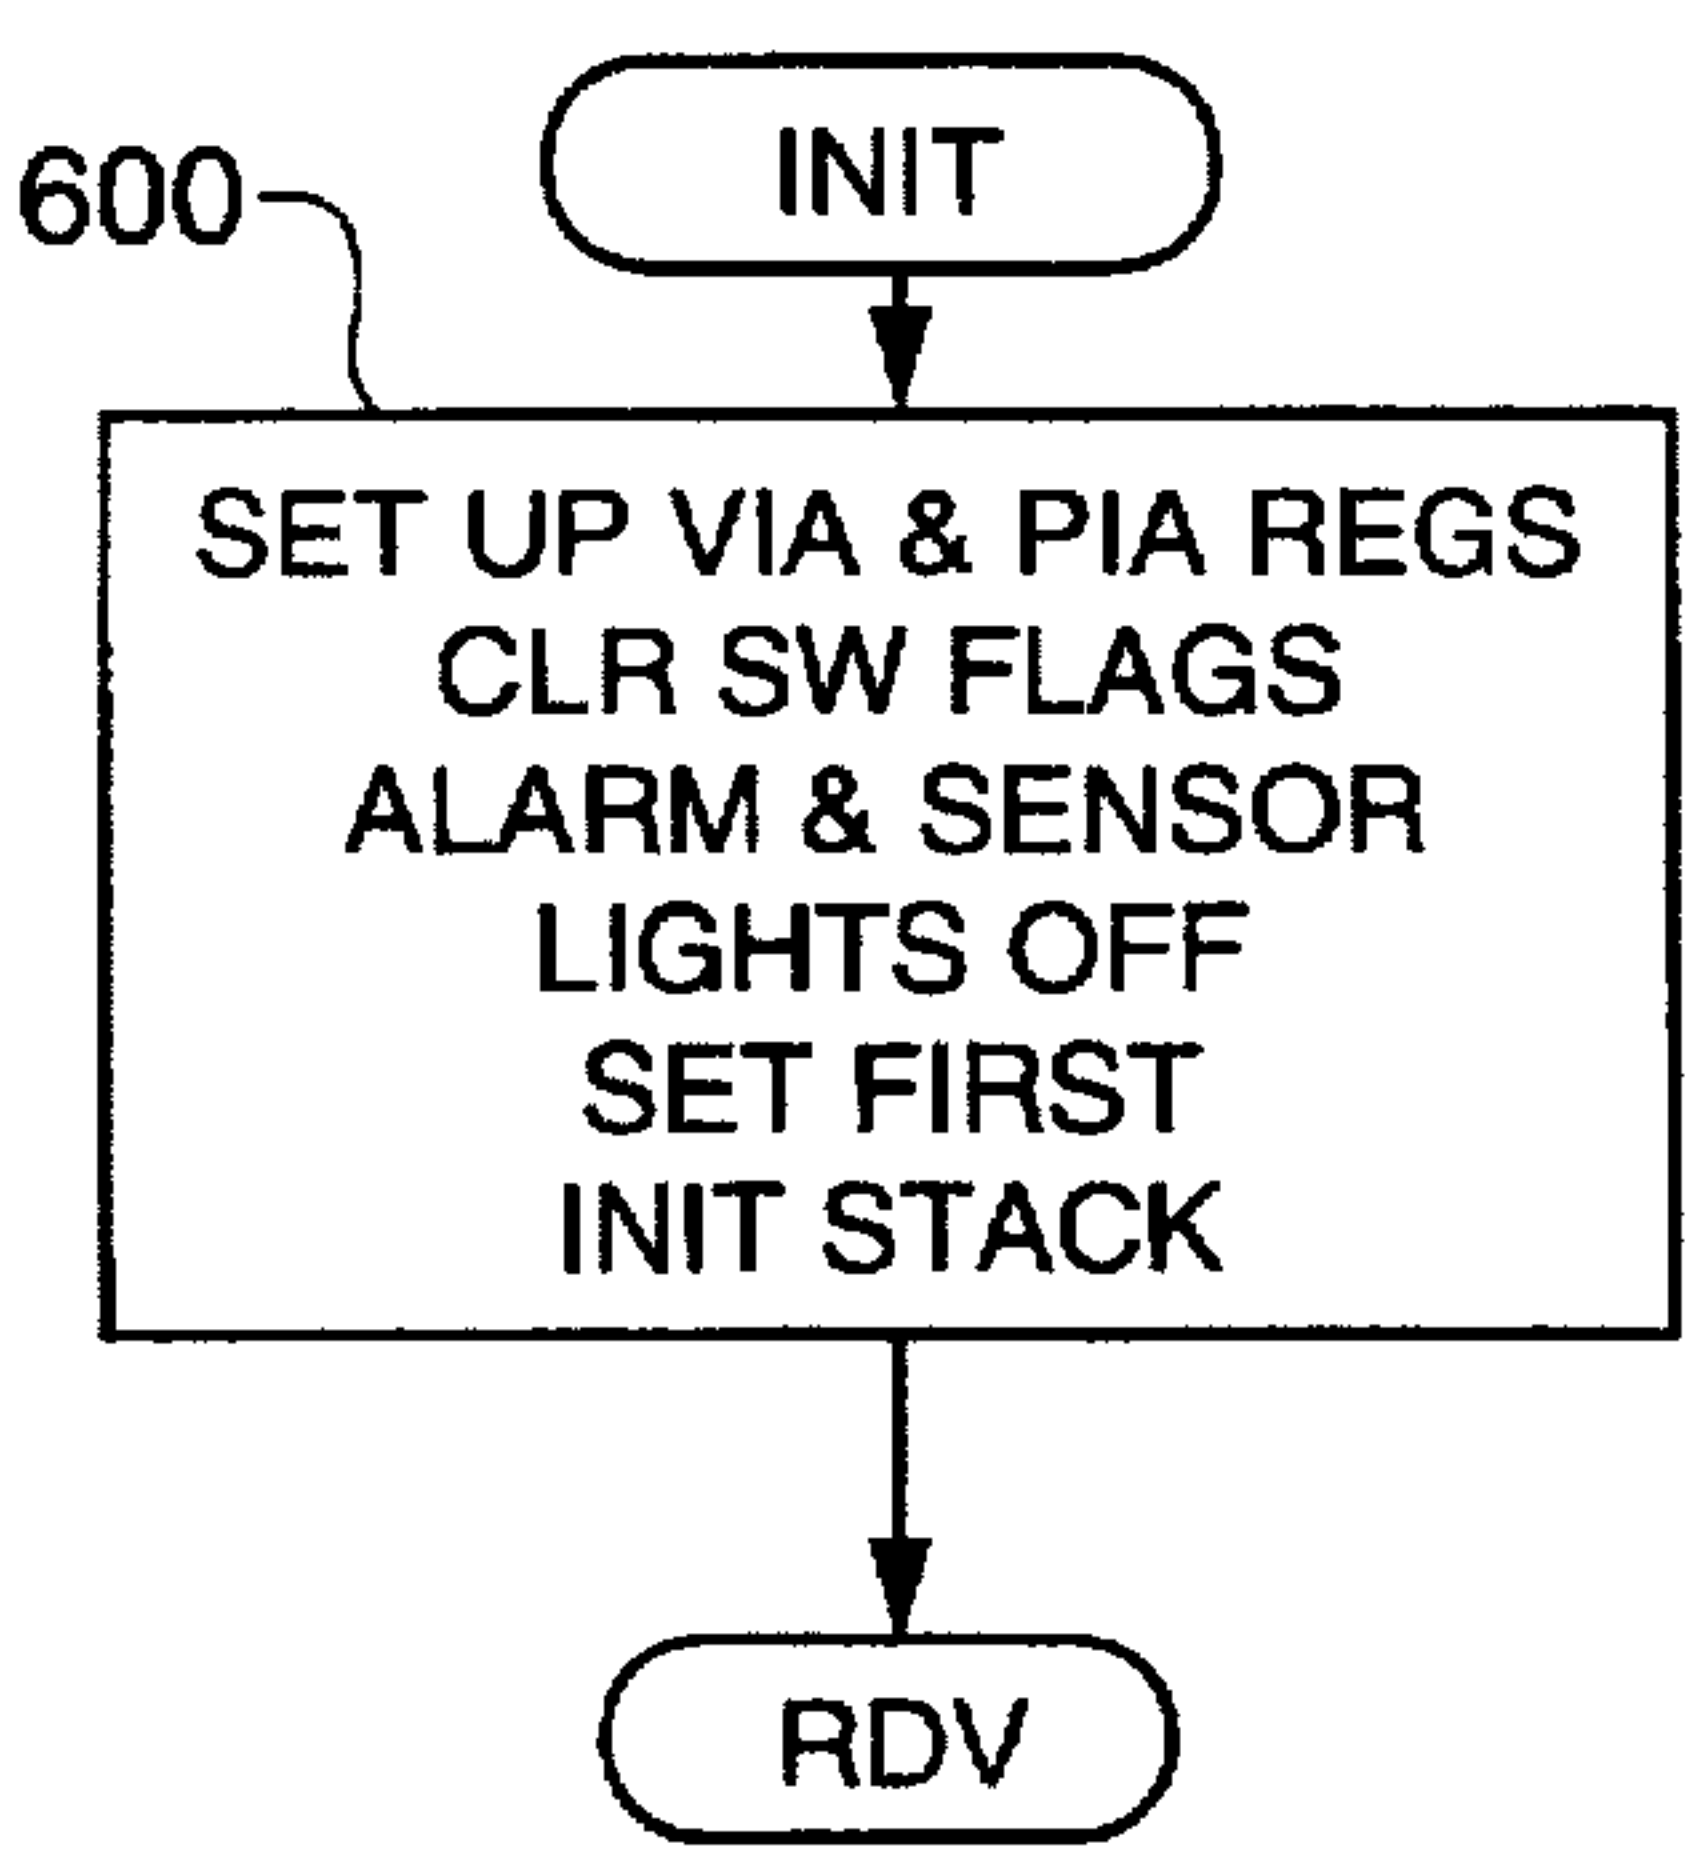 INIT
600
SET UP VIA & PIA REGS
CLR SW FLAGS
ALARM & SENSOR
LIGHTS OFF
SET FIRST
INIT STACK
RDV